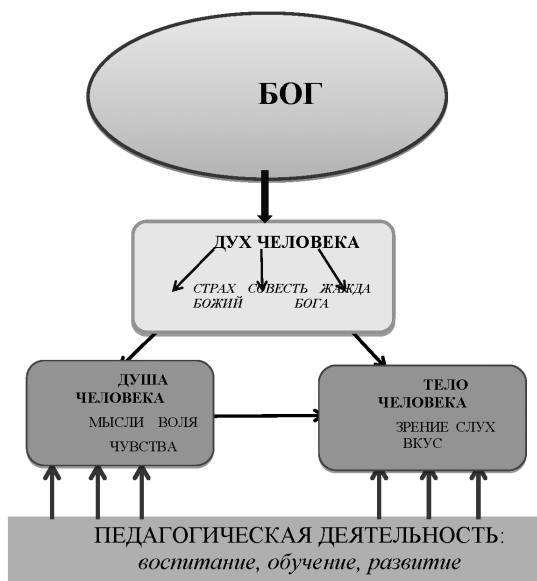 БОГ
ДУХ ЧЕЛОВЕКА
СТРАХ СОВЕСТЬ ЖАЖДА
БОЖИЙ БОГА
ДУША
ЧЕЛОВЕКА
МЫСЛИ ВОЛЯ
ЧУВСТВА
ТЕЛО
ЧЕЛОВЕКА
ЗРЕНИЕ СЛУХ
ВКУС
ПЕДАГОГИЧЕСКАЯ ДЕЯТЕЛЬНОСТЬ:
воспитание, обучение, развитие